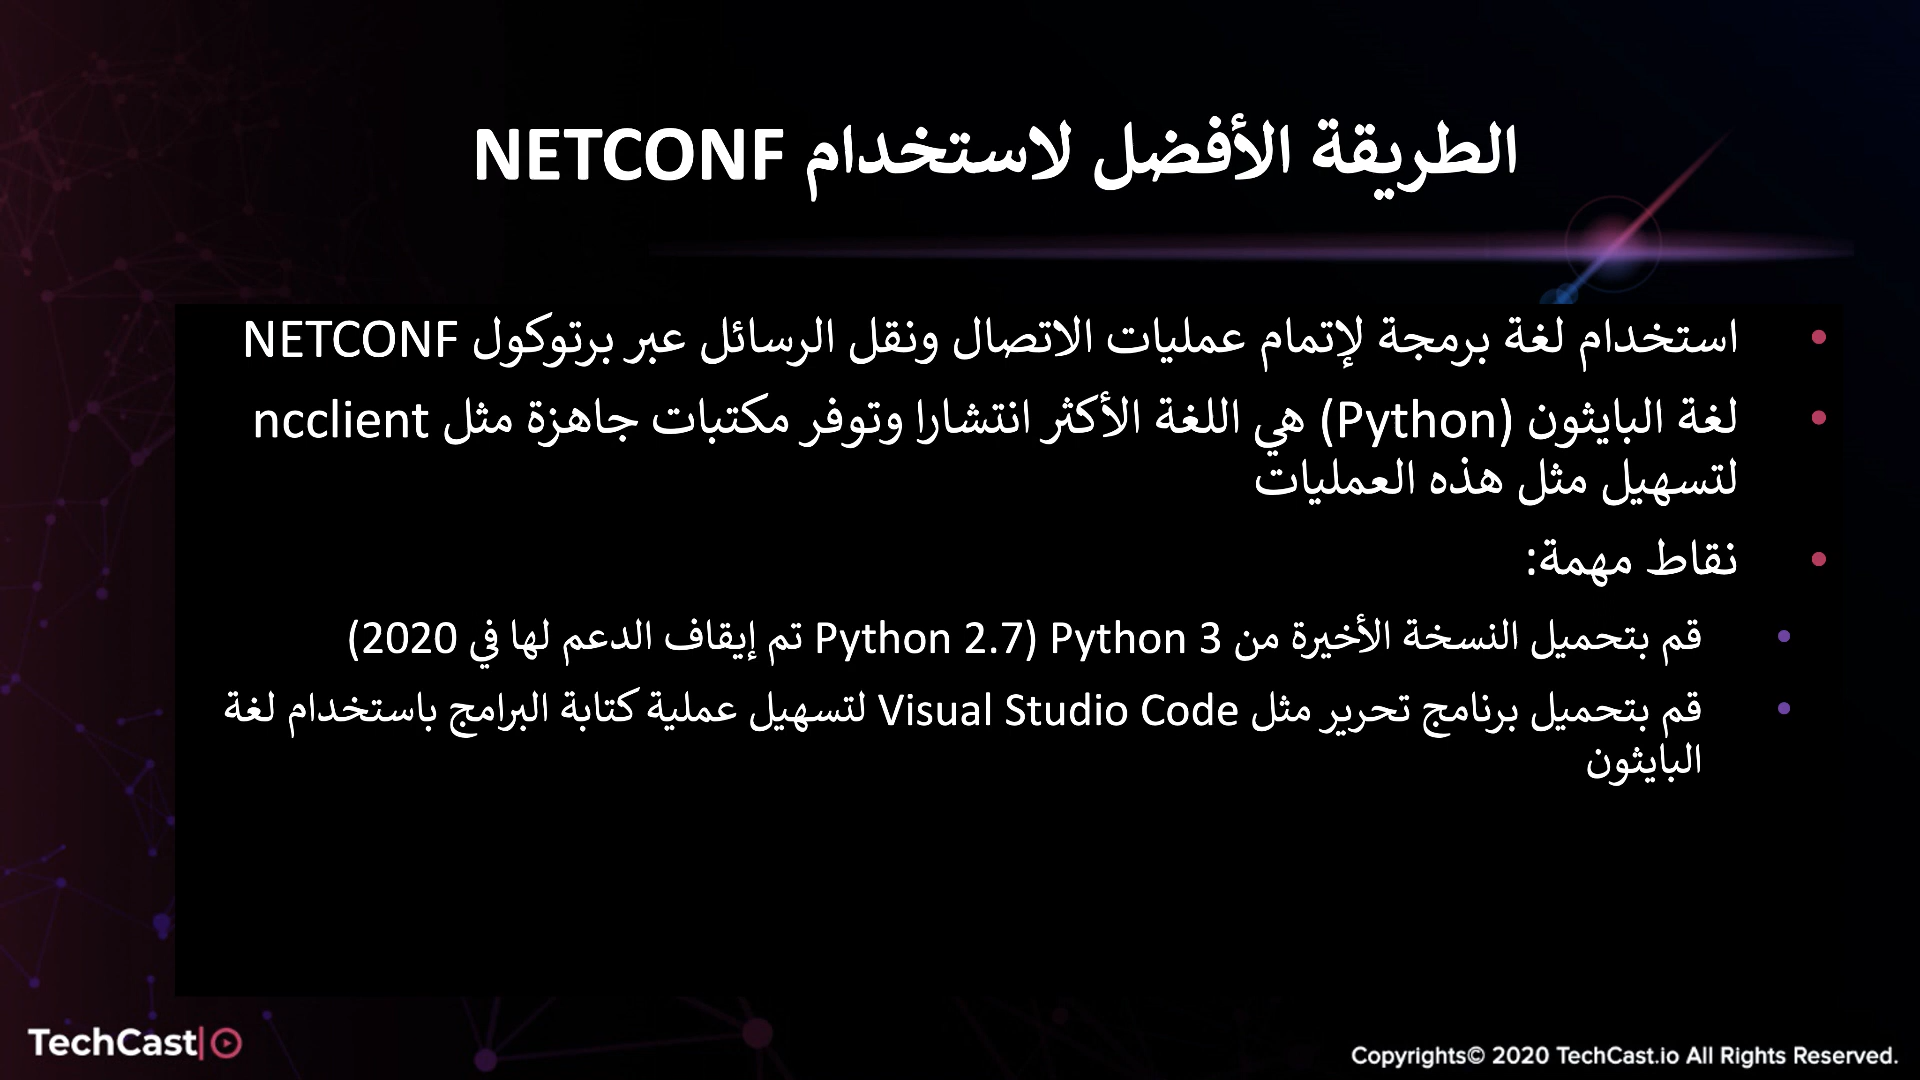 الطريقة الأفضل لاستخدام NETCONF
استخدام لغة برمجة لإتمام عمليات الاتصال ونقل الرسائل عبر برتوكول NETCONF
لغة البايثون (Python) هي اللغة الأكثر انتشارا وتوفر مكتبات جاهزة مثل ncclient
لتسهيل مثل هذه العمليات
نقاط مهمة:
قم بتحميل النسخة الأخيرة من Python 3 (Python 2.7 تم إيقاف الدعم لها في 2020)
قم بتحميل برنامج تحرير مثل Visual Studio Code لتسهيل عملية كتابة البرامج باستخدام لغة
البايثون
TechCast
Copyrights© 2020 TechCast.io All Rights Reserved.